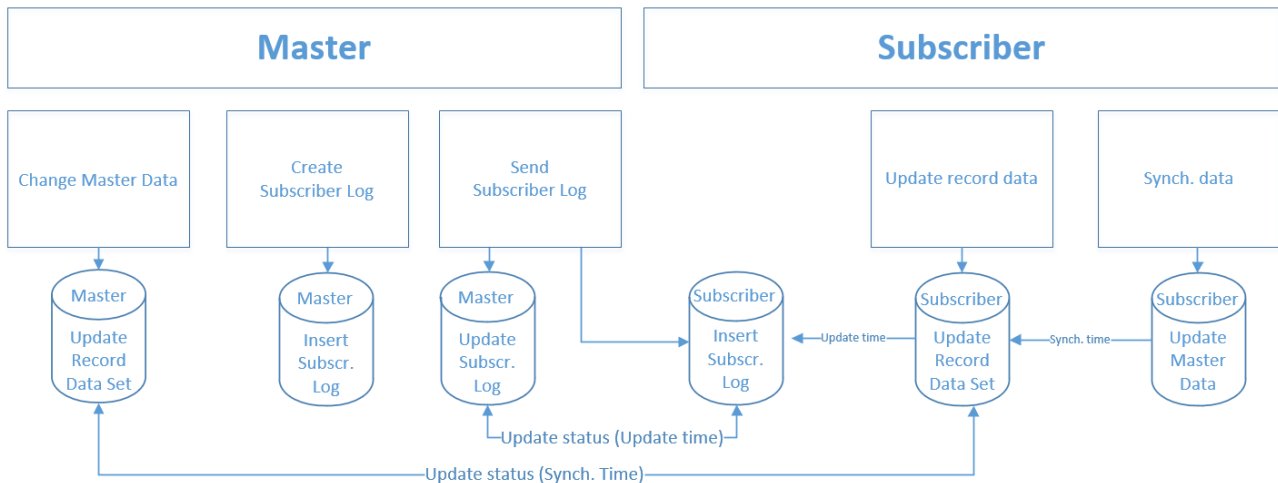 Master
Subscriber
Change Master Data
Create
Subscriber Log
Send
Subscriber Log
Update record data
Synch. data
Master
Update
Record
Data Set
Master
Insert
Subscr.
Log
Master
Update
Subscr.
Log
Subscriber
Insert
Subscr.
Log
Update time
Subscriber
Update
Record
Data Set
Synch. time
Subscriber
Update
Master
Data
Update status (Update time)
Update status (Synch. Time)